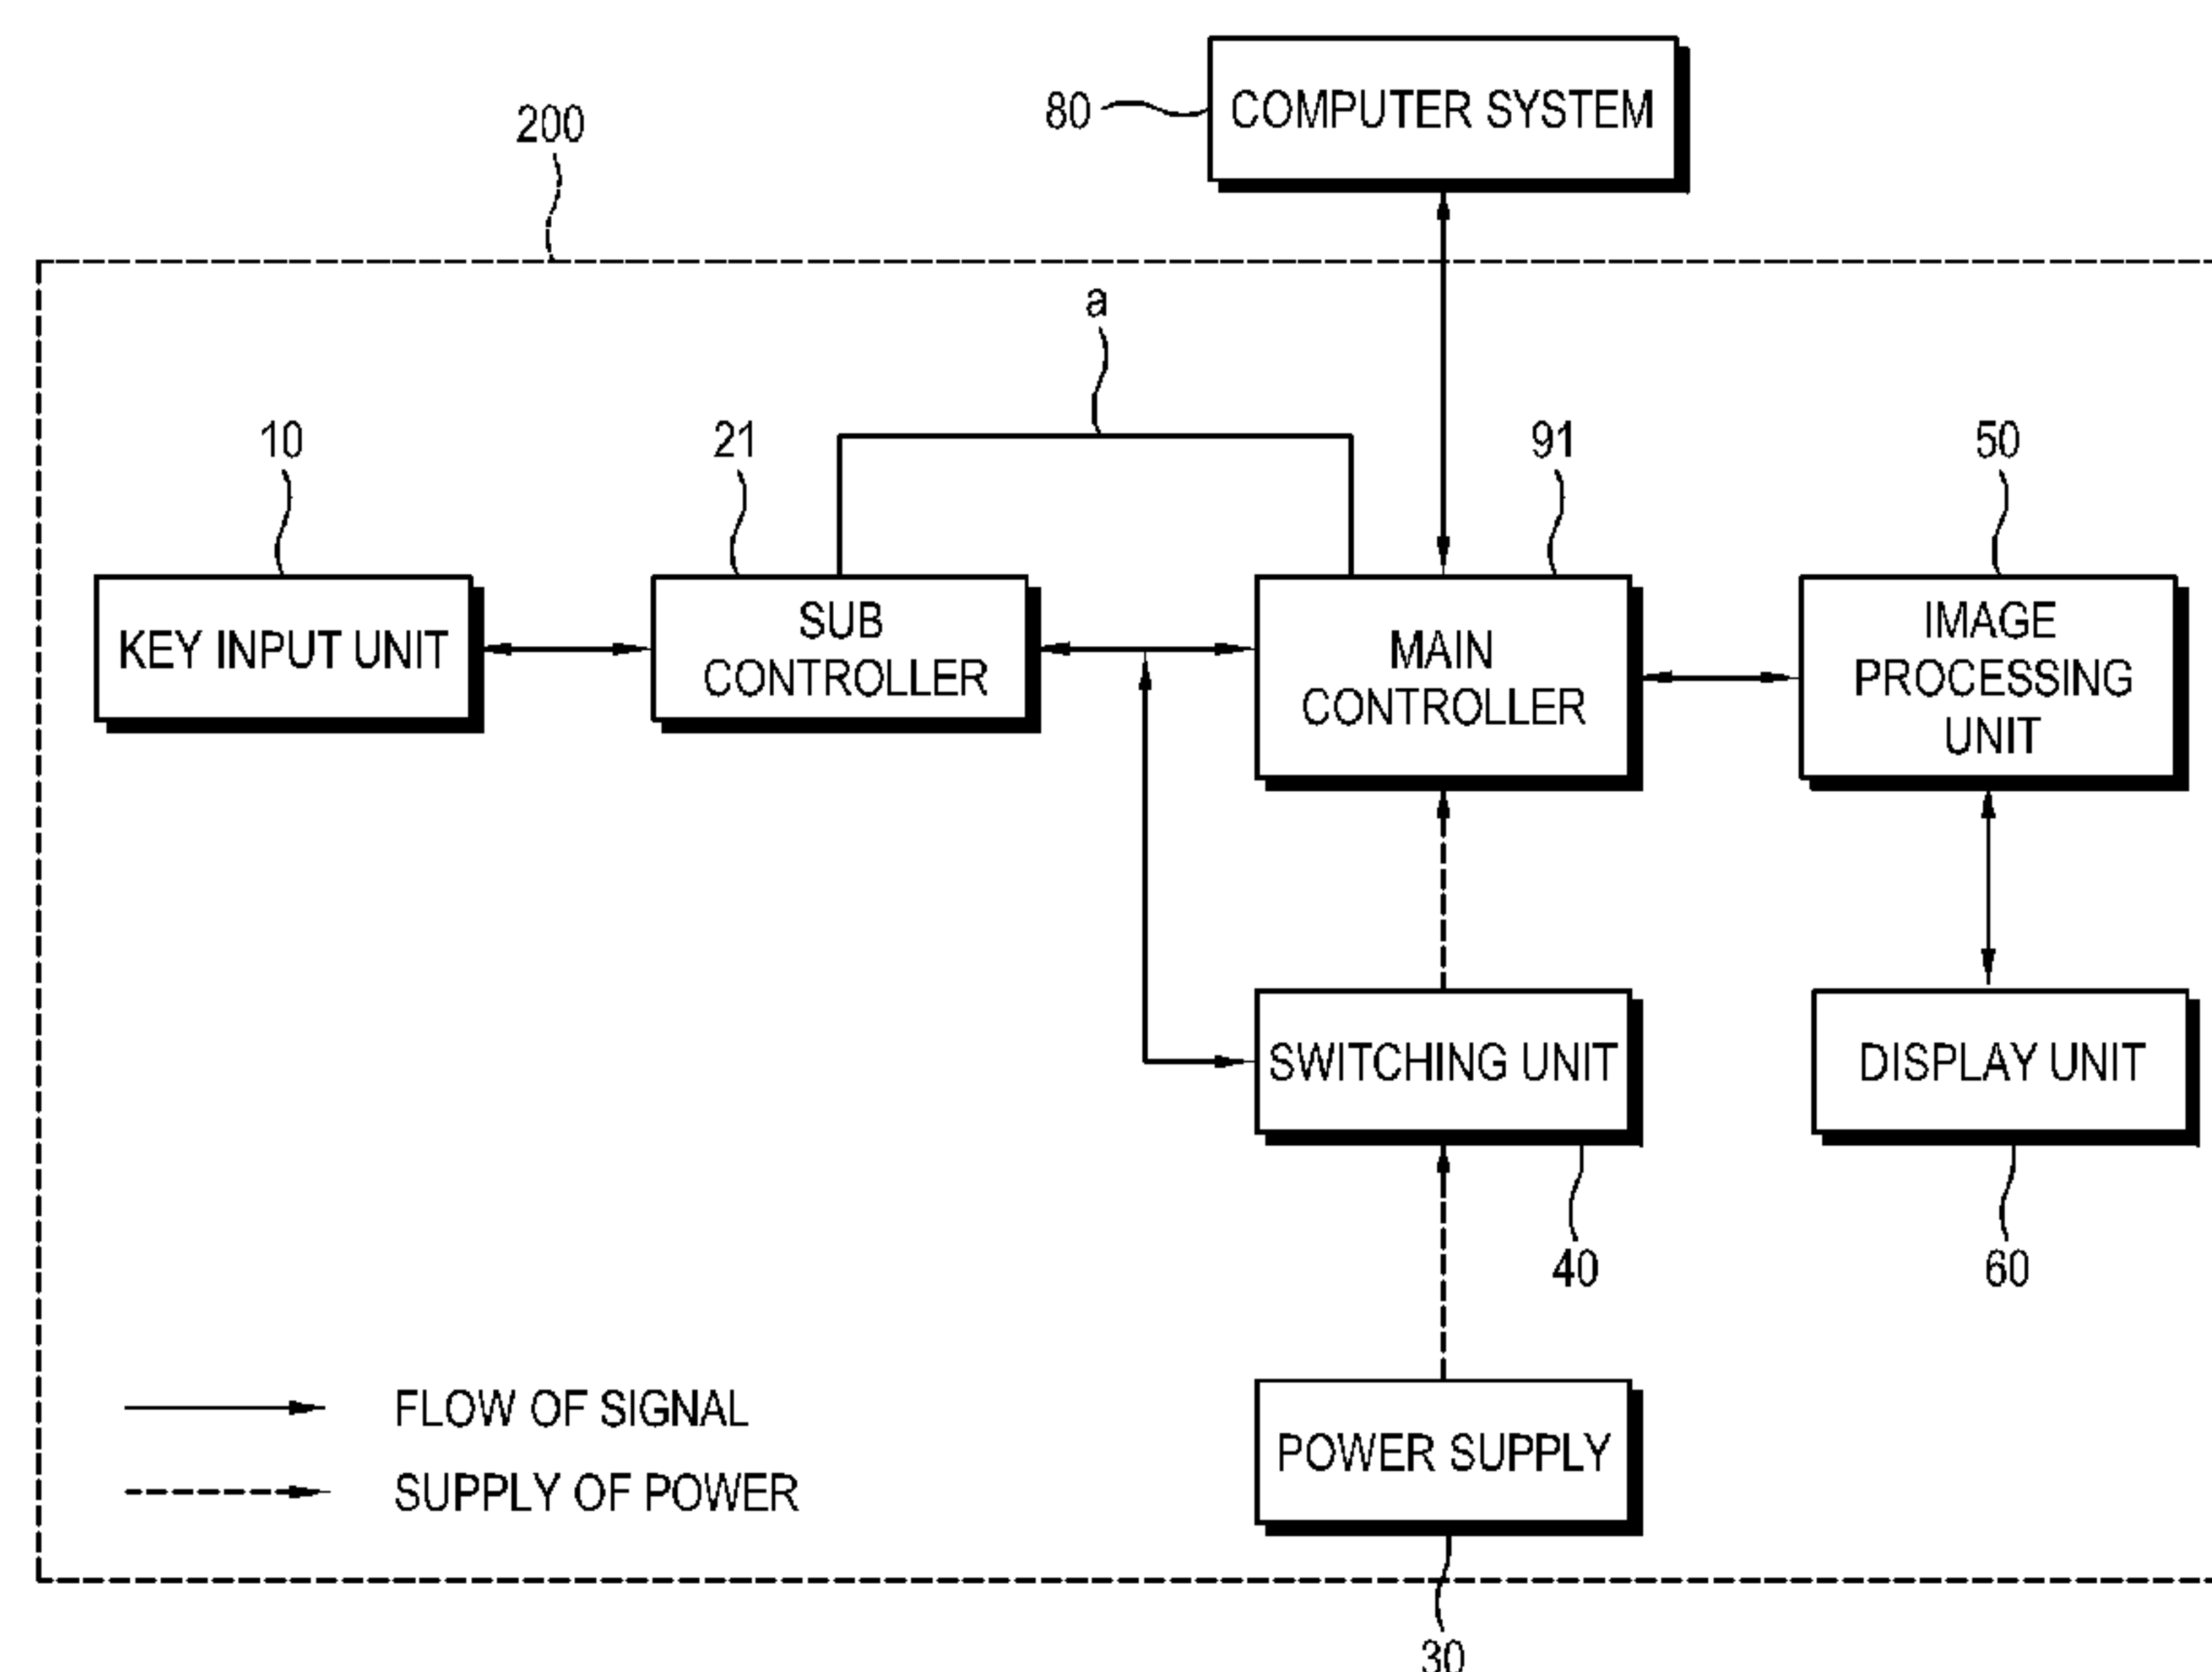 80
COMPUTER SYSTEM
200
a
10
21
91
50
KEY INPUT UNIT
SUB
CONTROLLER
MAIN
CONTROLLER
IMAGE
PROCESSING
UNIT
SWITCHING UNIT
DISPLAY UNIT
40
60
FLOW OF SIGNAL
SUPPLY OF POWER
POWER SUPPLY
30